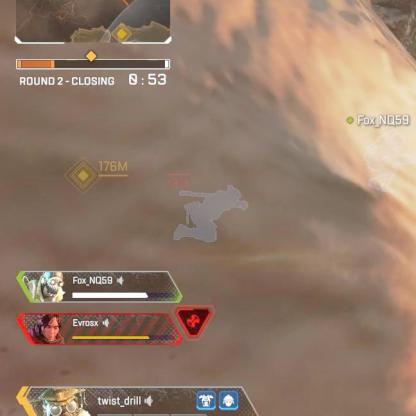 ROUND 2 - CLOSING 0:53
Fox_NQ59
176M
Fox_NQ59
Evrosx
twist_drill